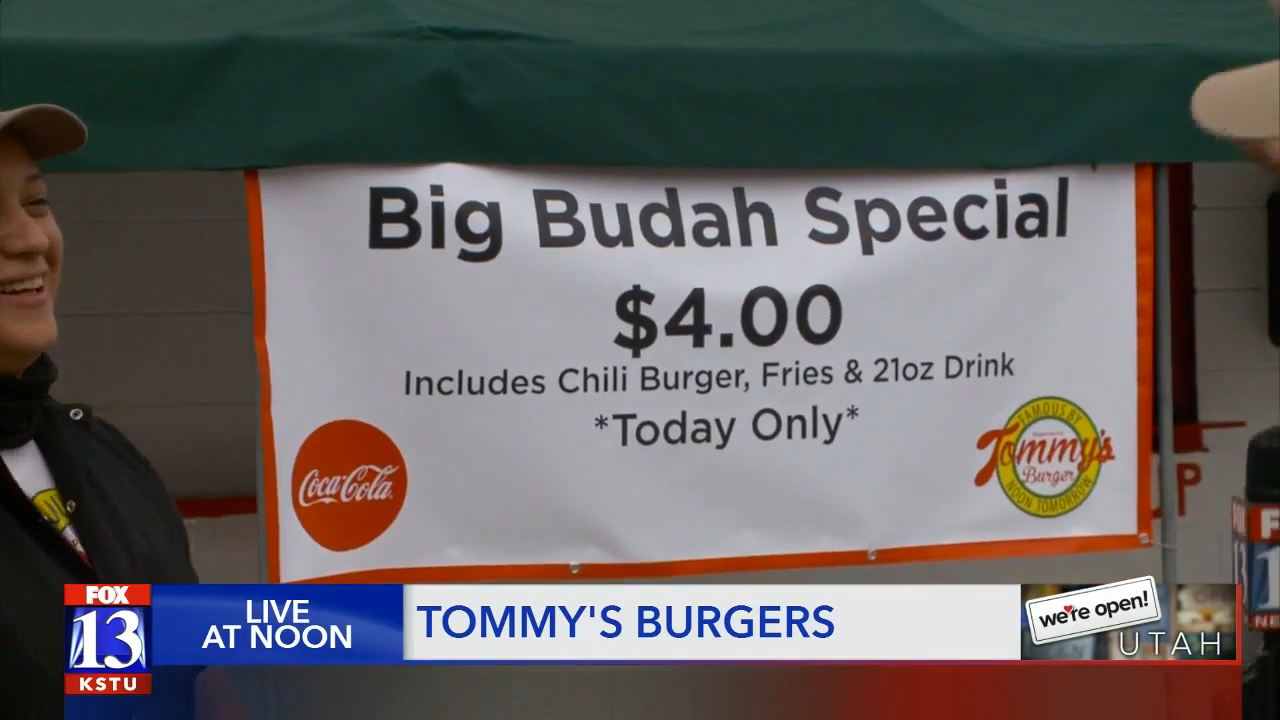 Big Budah Special
$4.00
Includes Chili Burger, Fries & 21oz Drink
*Today Only*
Coca-Cola
FAMOUS BY
Tommy's
Burger
NOON TOMORROW
P
FOX
13
KSTU
LIVE
AT NOON
TOMMY'S BURGERS
we're open!
UTAH